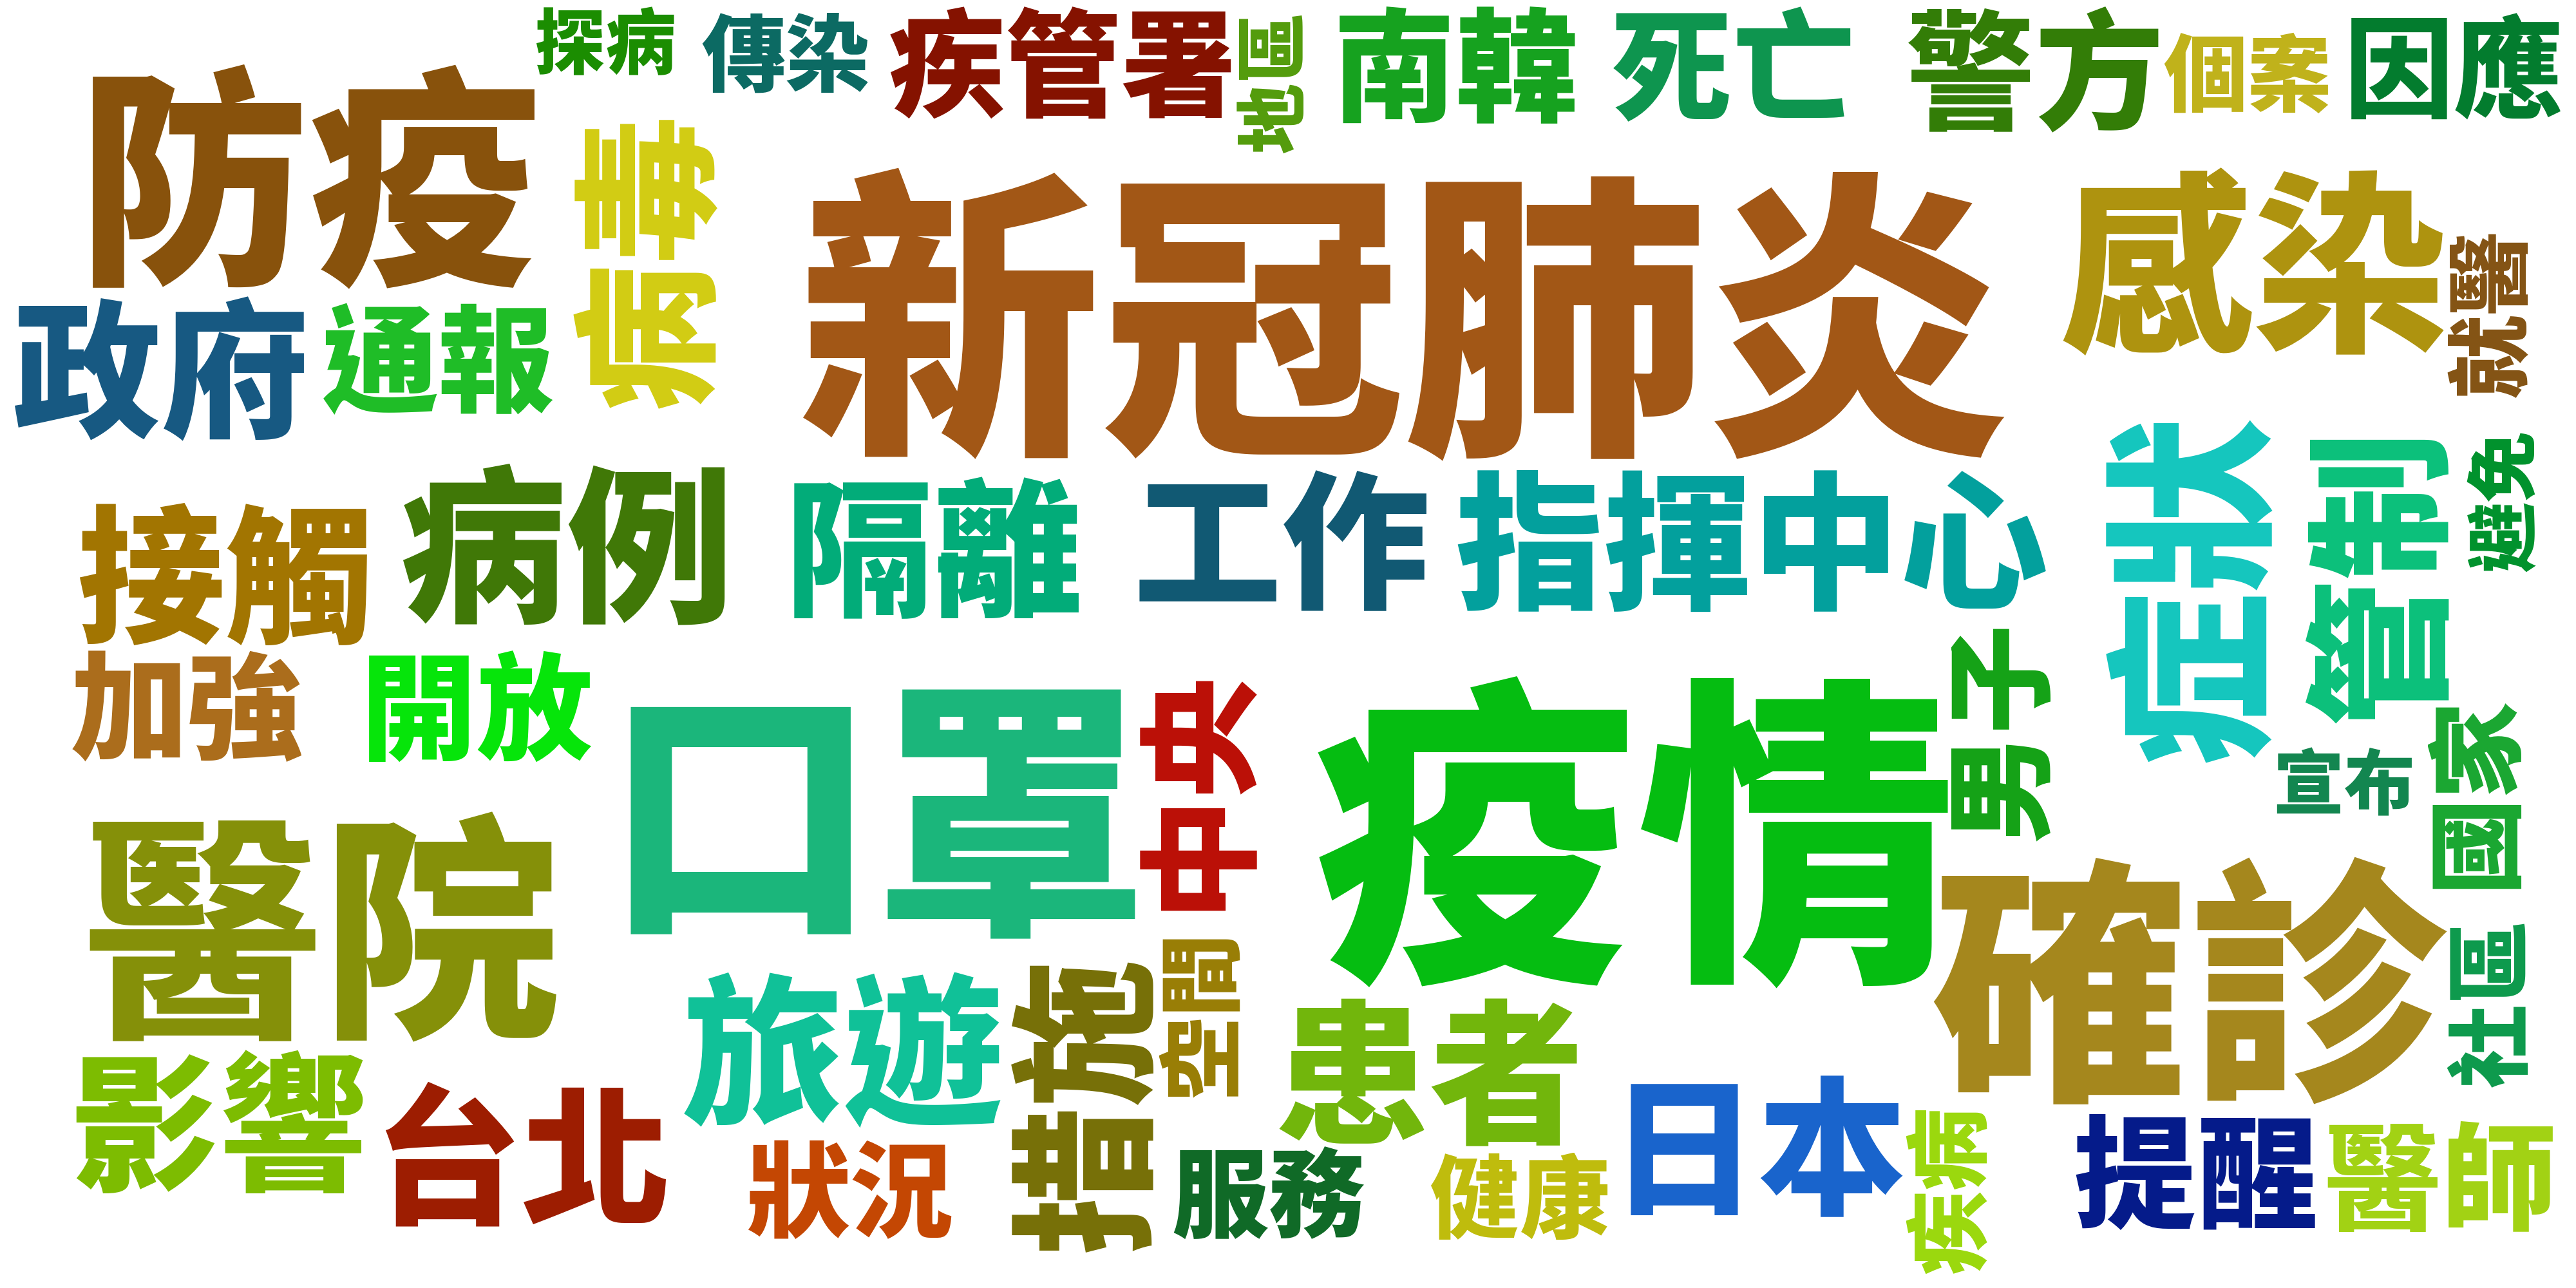 探病
傳染
疾管署
地區
南韓
死亡
警方
個案
因應
防疫
病毒
新冠肺炎
感染
就醫
政府
通報
接觸
病例
隔離
工作
指揮中心
症狀
管制
避免
加強
開放
口罩
中央
疫情
男子
國家
宣布
醫院
確診
社區
旅遊
措施
空間
患者
影響
台北
狀況
服務
健康
日本
疾病
提醒
醫師